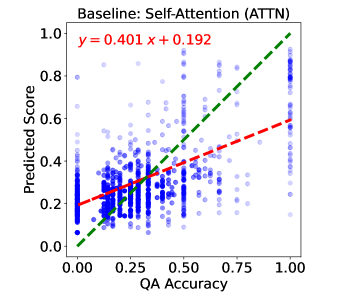 Baseline: Self-Attention (ATTN)
y = 0.401 x + 0.192
1.0
0.8
0.6
0.4
0.2
0.0
Predicted Score
0.00 0.25 0.50 0.75 1.00
QA Accuracy